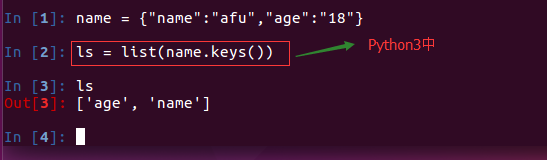 In [1]: name = {"name":"afu","age":"18"}
In [2]: ls = list(name.keys())
Python3中
In [3]: ls
Out[3]: ['age', 'name']
In [4]: